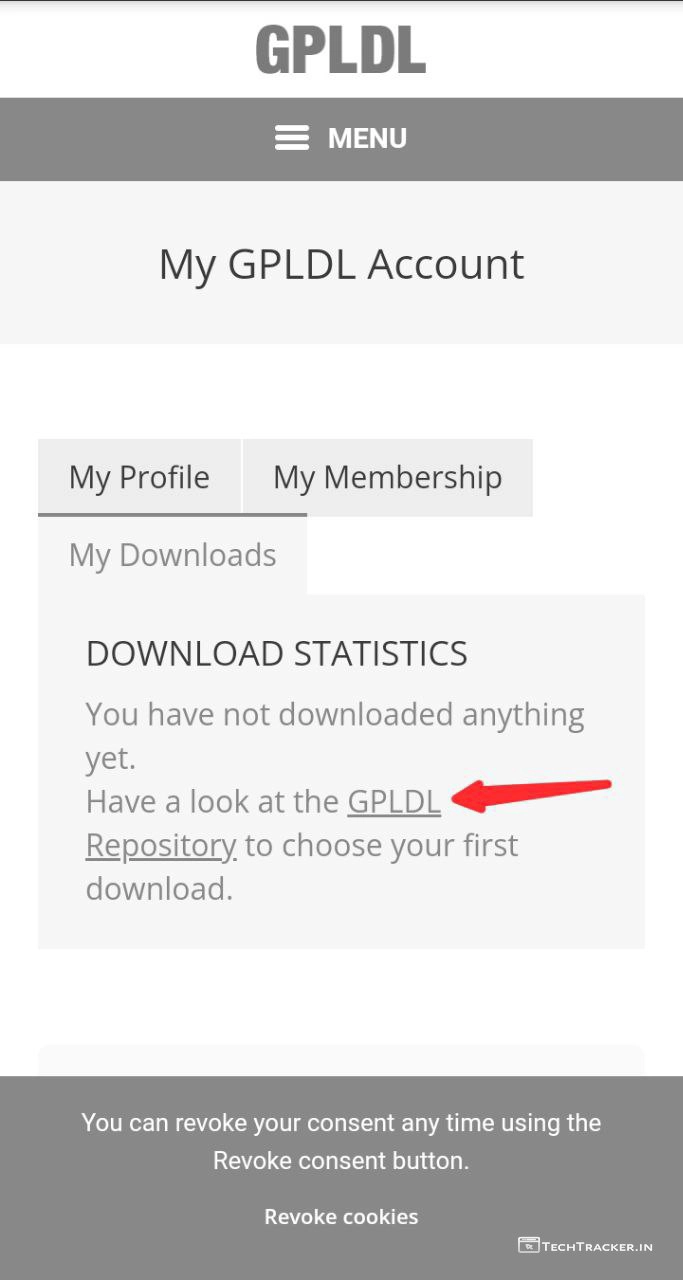 GPLDL
MENU
My GPLDL Account
My Profile
My Membership
My Downloads
DOWNLOAD STATISTICS
You have not downloaded anything
yet.
Have a look at the GPLDL
Repository to choose your first
download.
You can revoke your consent any time using the
Revoke consent button.
Revoke cookies
TECHTRACKER.IN